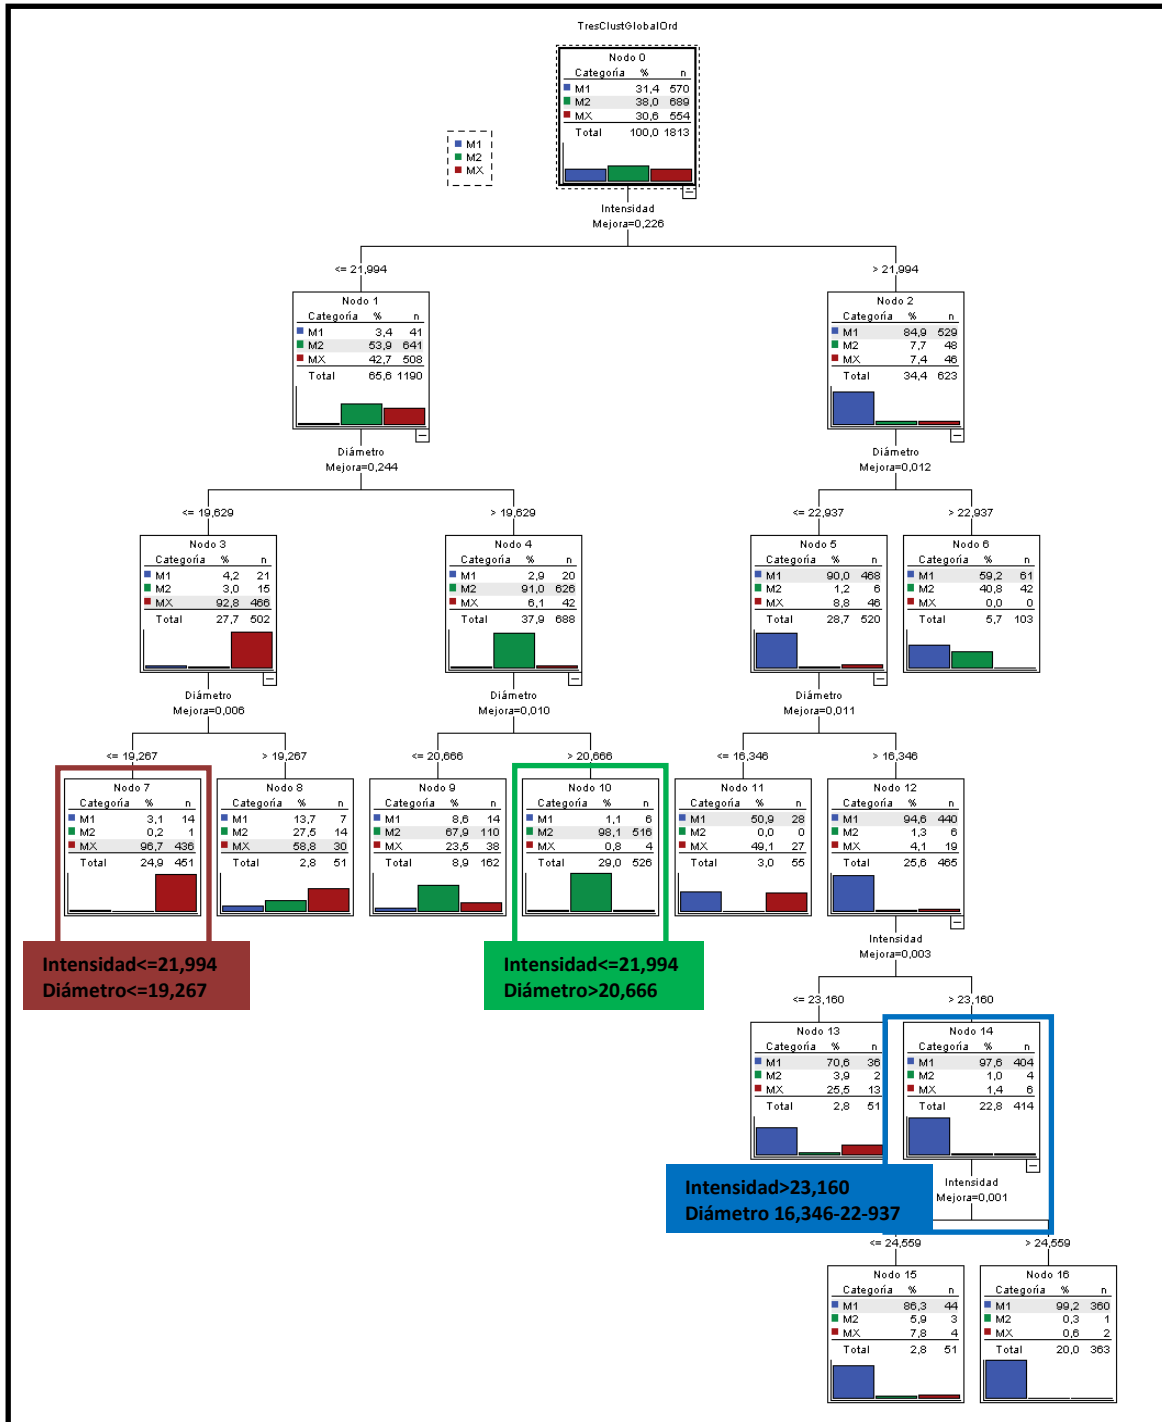 TresClustGlobalOrd
Nodo 0
Categoría % n
M1 31,4 570
M2 38,0 689
MX 30,6 554
Total 100,0 1813
M1
M2
MX
Intensidad
Mejora=0,226
<= 21,994
> 21,994
Nodo 1
Categoría % n
M1 3,4 41
M2 53,9 641
MX 42,7 508
Total 65,6 1190
Nodo 2
Categoría % n
M1 84,9 529
M2 7,7 48
MX 7,4 46
Total 34,4 623
Diámetro
Mejora=0,244
Diámetro
Mejora=0,012
<= 19,629
> 19,629
<= 22,937
> 22,937
Nodo 3
Categoría % n
M1 4,2 21
M2 3,0 15
MX 92,8 466
Total 27,7 502
Nodo 4
Categoría % n
M1 2,9 20
M2 91,0 626
MX 6,1 42
Total 37,9 688
Nodo 5
Categoría % n
M1 90,0 468
M2 1,2 6
MX 8,8 46
Total 28,7 520
Nodo 6
Categoría % n
M1 59,2 61
M2 40,8 42
MX 0,0 0
Total 5,7 103
Diámetro
Mejora=0,006
Diámetro
Mejora=0,010
Diámetro
Mejora=0,011
<= 19,267
> 19,267
<= 20,666
> 20,666
<= 16,346
> 16,346
Nodo 7
Categoría % n
M1 3,1 14
M2 0,2 1
MX 96,7 436
Total 24,9 451
Nodo 8
Categoría % n
M1 13,7 7
M2 27,5 14
MX 58,8 30
Total 2,8 51
Nodo 9
Categoría % n
M1 8,6 14
M2 67,9 110
MX 23,5 38
Total 8,9 162
Nodo 10
Categoría % n
M1 1,1 6
M2 98,1 516
MX 0,8 4
Total 29,0 526
Nodo 11
Categoría % n
M1 50,9 28
M2 0,0 0
MX 49,1 27
Total 3,0 55
Nodo 12
Categoría % n
M1 94,6 440
M2 1,3 6
MX 4,1 19
Total 25,6 465
Intensidad<=21,994
Diámetro<=19,267
Intensidad<=21,994
Diámetro>20,666
Intensidad
Mejora=0,003
<= 23,160
> 23,160
Nodo 13
Categoría % n
M1 70,6 36
M2 3,9 2
MX 25,5 13
Total 2,8 51
Nodo 14
Categoría % n
M1 97,6 404
M2 1,0 4
MX 1,4 6
Total 22,8 414
Intensidad>23,160
Diámetro 16,346-22-937
Intensidad
Mejora=0,001
<= 24,559
> 24,559
Nodo 15
Categoría % n
M1 86,3 44
M2 5,9 3
MX 7,8 4
Total 2,8 51
Nodo 16
Categoría % n
M1 99,2 360
M2 0,3 1
MX 0,6 2
Total 20,0 363